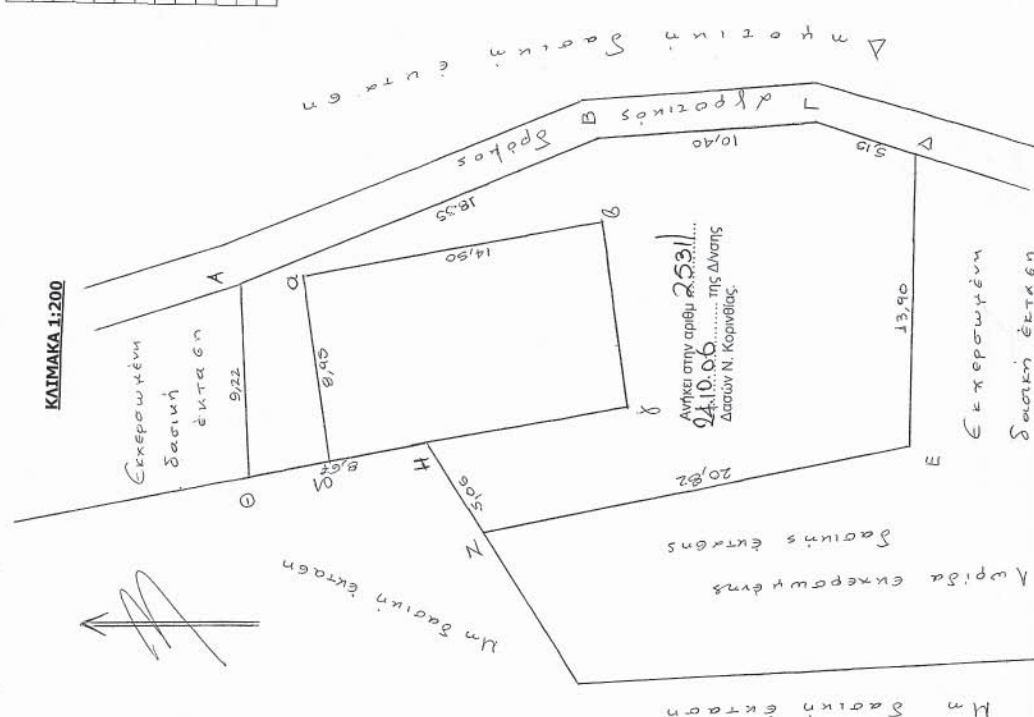 ΚΛΙΜΑΚΑ 1:200
Δημοτική δασική έκταση
αγροτικός
δρόμος
Εκχερσωμένη
δασική
έκταση
Α
Β
Γ
Δ
Ε
Ζ
Η
Θ
α
β
γ
δ
18.35
10,40
5,15
13,90
20,82
5,06
8,67
9,22
14,50
8,95
Ανήκει στην αριθμ. 2531/
24.10.06 της Δ/νσης
Δασών Ν. Κορινθίας.
Εκχερσωμένη
δασική έκταση
Λωρίδα εκχερσωμένης
δασικής έκτασης
Μη δασική έκταση
Μη δασική έκταση